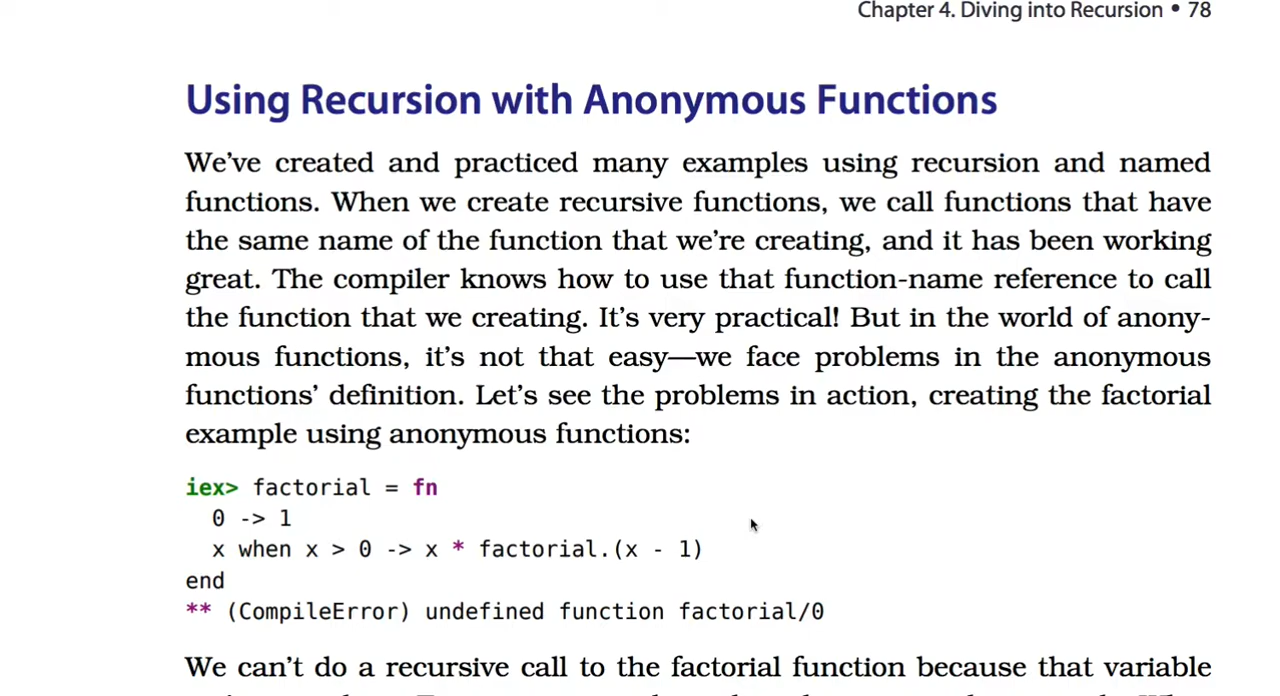 Chapter 4. Diving into Recursion • 78
Using Recursion with Anonymous Functions
We've created and practiced many examples using recursion and named
functions. When we create recursive functions, we call functions that have
the same name of the function that we're creating, and it has been working
great. The compiler knows how to use that function-name reference to call
the function that we creating. It's very practical! But in the world of anony-
mous functions, it's not that easy—we face problems in the anonymous
functions' definition. Let's see the problems in action, creating the factorial
example using anonymous functions:
iex> factorial = fn
  0 -> 1
  x when x > 0 -> x * factorial.(x - 1)
end
** (CompileError) undefined function factorial/0
We can't do a recursive call to the factorial function because that variable